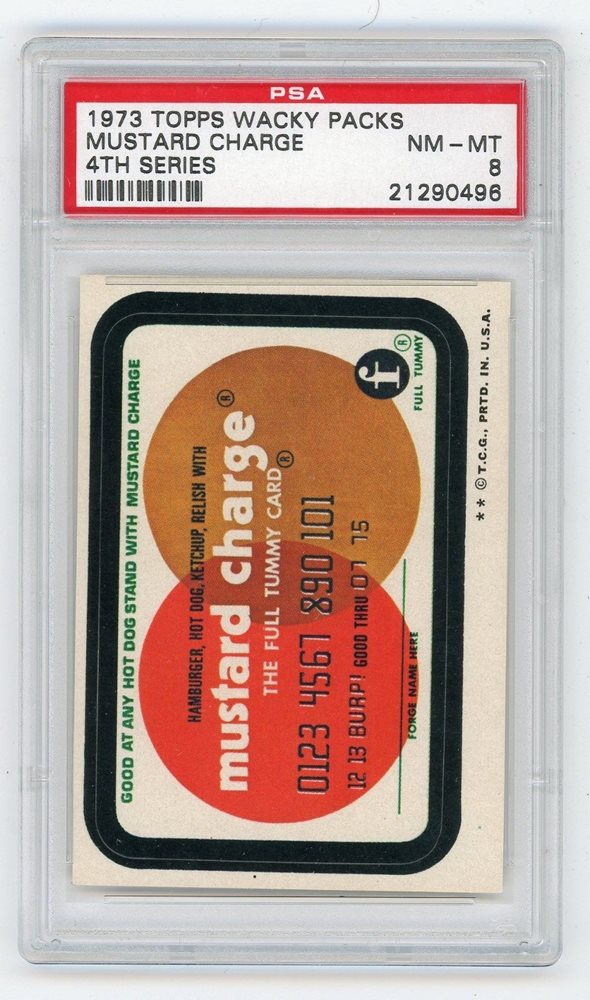 PSA
1973 TOPPS WACKY PACKS
MUSTARD CHARGE NM - MT
4TH SERIES 8
21290496
GOOD AT ANY HOT DOG STAND WITH MUSTARD CHARGE
HAMBURGER, HOT DOG, KETCHUP, RELISH WITH
mustard charge®
THE FULL TUMMY CARD®
0123 4567 890 101
12 13 BURP! GOOD THRU 07 75
FORGE NAME HERE
f ®
FULL TUMMY
** © T.C.G., PRTD. IN. U.S.A.